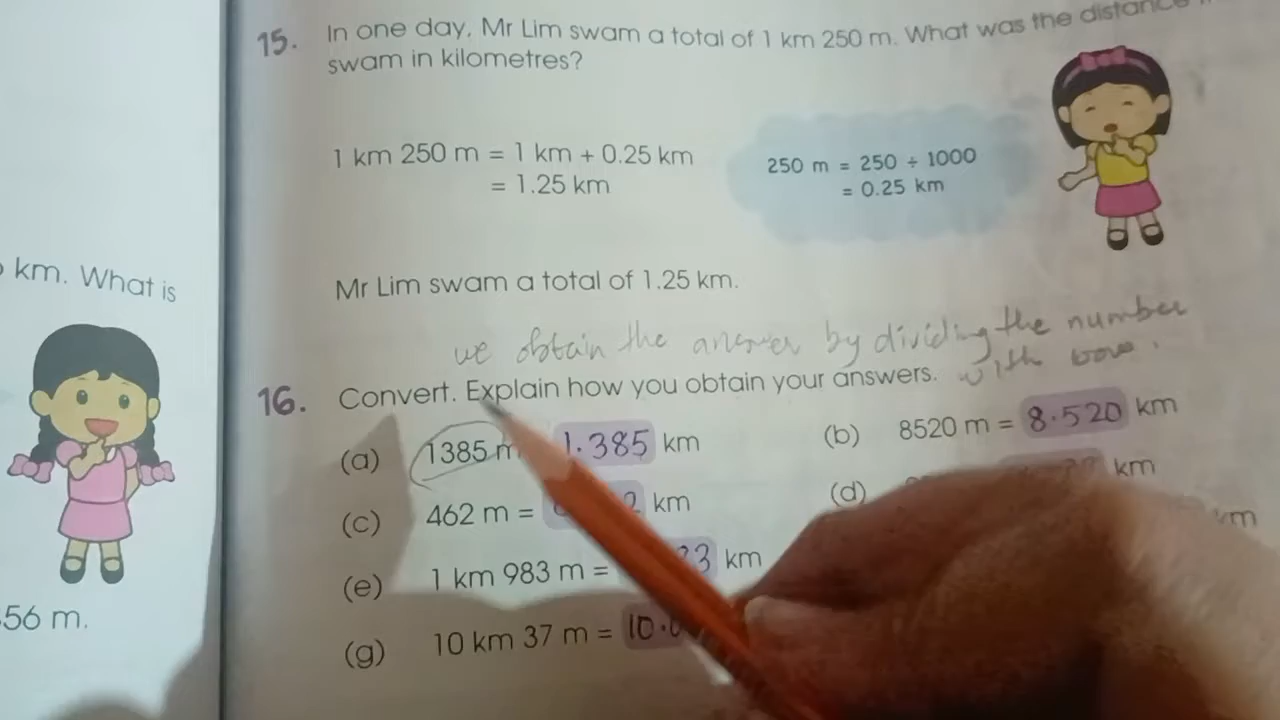 15. In one day, Mr Lim swam a total of 1 km 250 m. What was the distance
swam in kilometres?
1 km 250 m = 1 km + 0.25 km
= 1.25 km
250 m = 250 ÷ 1000
= 0.25 km
km. What is
Mr Lim swam a total of 1.25 km.
we obtain the answer by dividing the number
with
16. Convert. Explain how you obtain your answers.
(a) 1385 m 1.385 km
(b) 8520 m = 8.520 km
(c) 462 m = 2 km
(d) km
km
(e) 1 km 983 m = km
56 m.
(g) 10 km 37 m = 10.